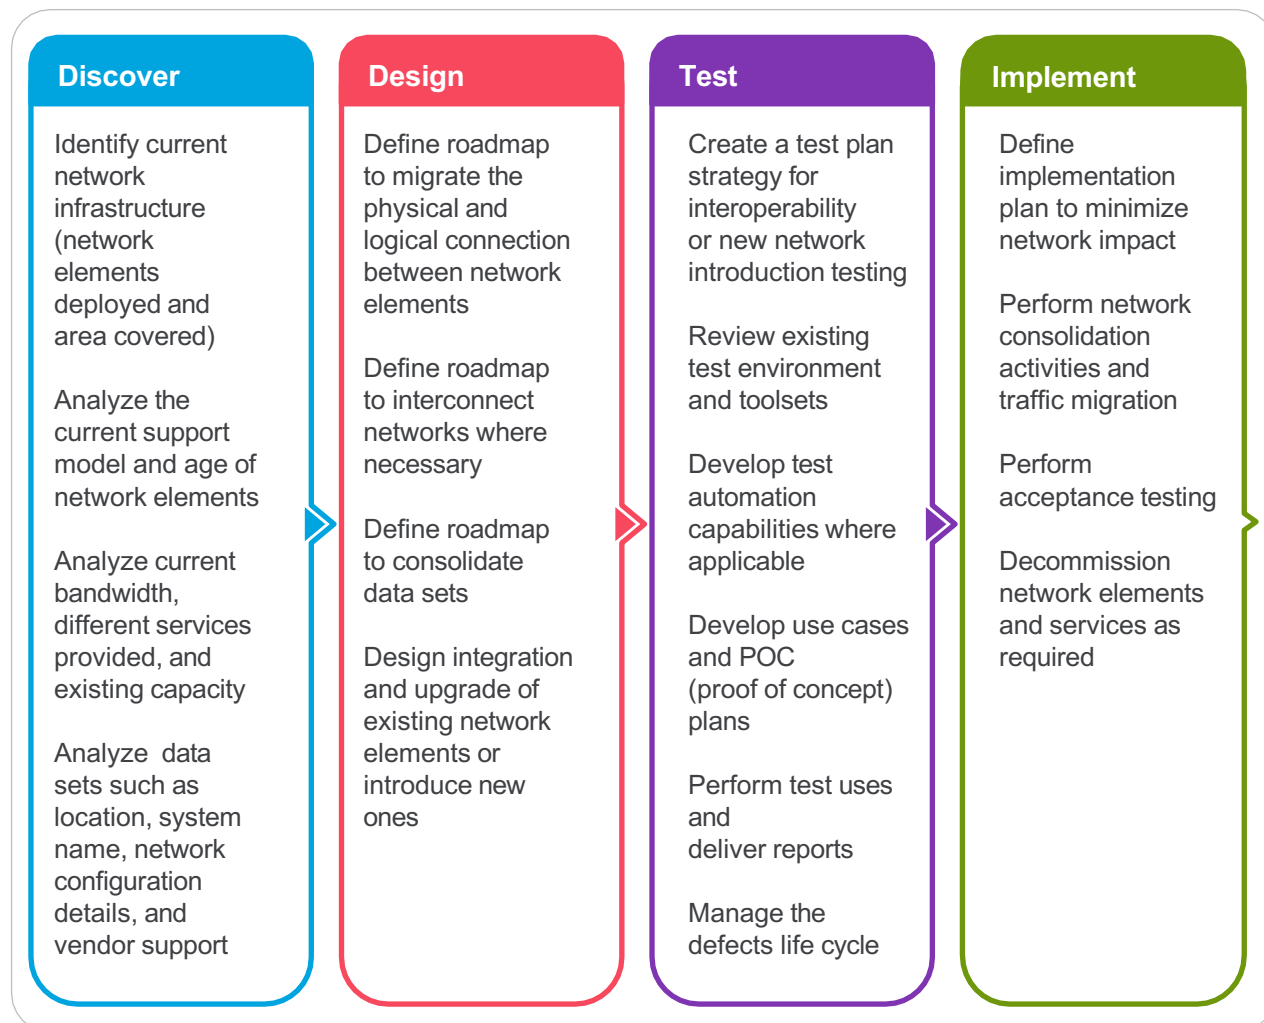 Discover
Identify current
network
infrastructure
(network
elements
deployed and
area covered)
Analyze the
current support
model and age of
network elements
Analyze current
bandwidth,
different services
provided, and
existing capacity
Analyze  data
sets such as
location, system
name, network
configuration
details, and
vendor support
Design
Define roadmap
to migrate the
physical and
logical connection
between network
elements
Define roadmap
to interconnect
networks where
necessary
Define roadmap
to consolidate
data sets
Design integration
and upgrade of
existing network
elements or
introduce new
ones
Test
Create a test plan
strategy for
interoperability
or new network
introduction testing
Review existing
test environment
and toolsets
Develop test
automation
capabilities where
applicable
Develop use cases
and POC
(proof of concept)
plans
Perform test uses
and
deliver reports
Manage the
defects life cycle
Implement
Define
implementation
plan to minimize
network impact
Perform network
consolidation
activities and
traffic migration
Perform
acceptance testing
Decommission
network elements
and services as
required